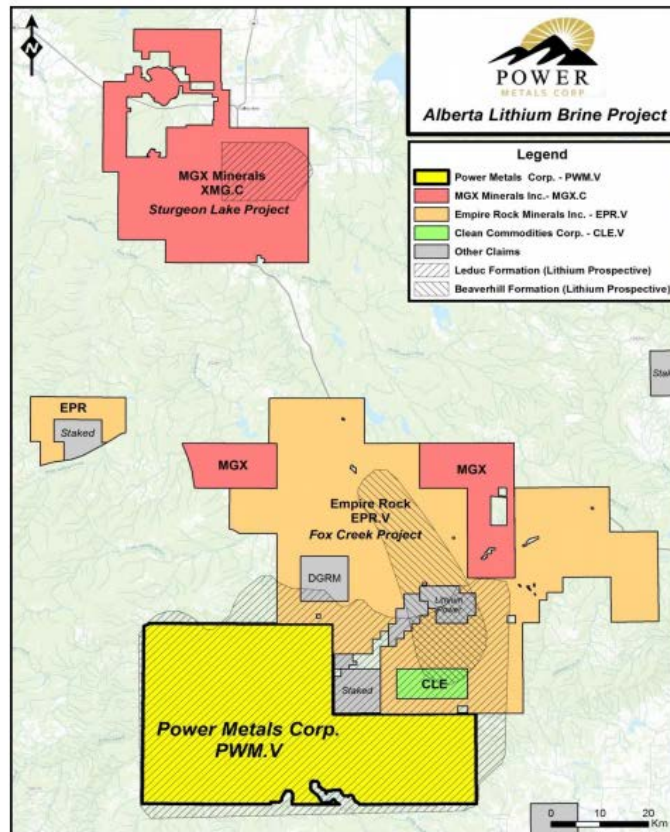 N
POWER
METALS CORP.
Alberta Lithium Brine Project
Legend
Power Metals Corp. - PWM.V
MGX Minerals Inc.- MGX.C
Empire Rock Minerals Inc. - EPR.V
Clean Commodities Corp. - CLE.V
Other Claims
Leduc Formation (Lithium Prospective)
Beaverhill Formation (Lithium Prospective)
MGX Minerals
XMG.C
Sturgeon Lake Project
EPR
Staked
MGX
MGX
Empire Rock
EPR.V
Fox Creek Project
DGRM
Lithium
Power
Staked
CLE
Power Metals Corp.
PWM.V
0 5 10 20
Km